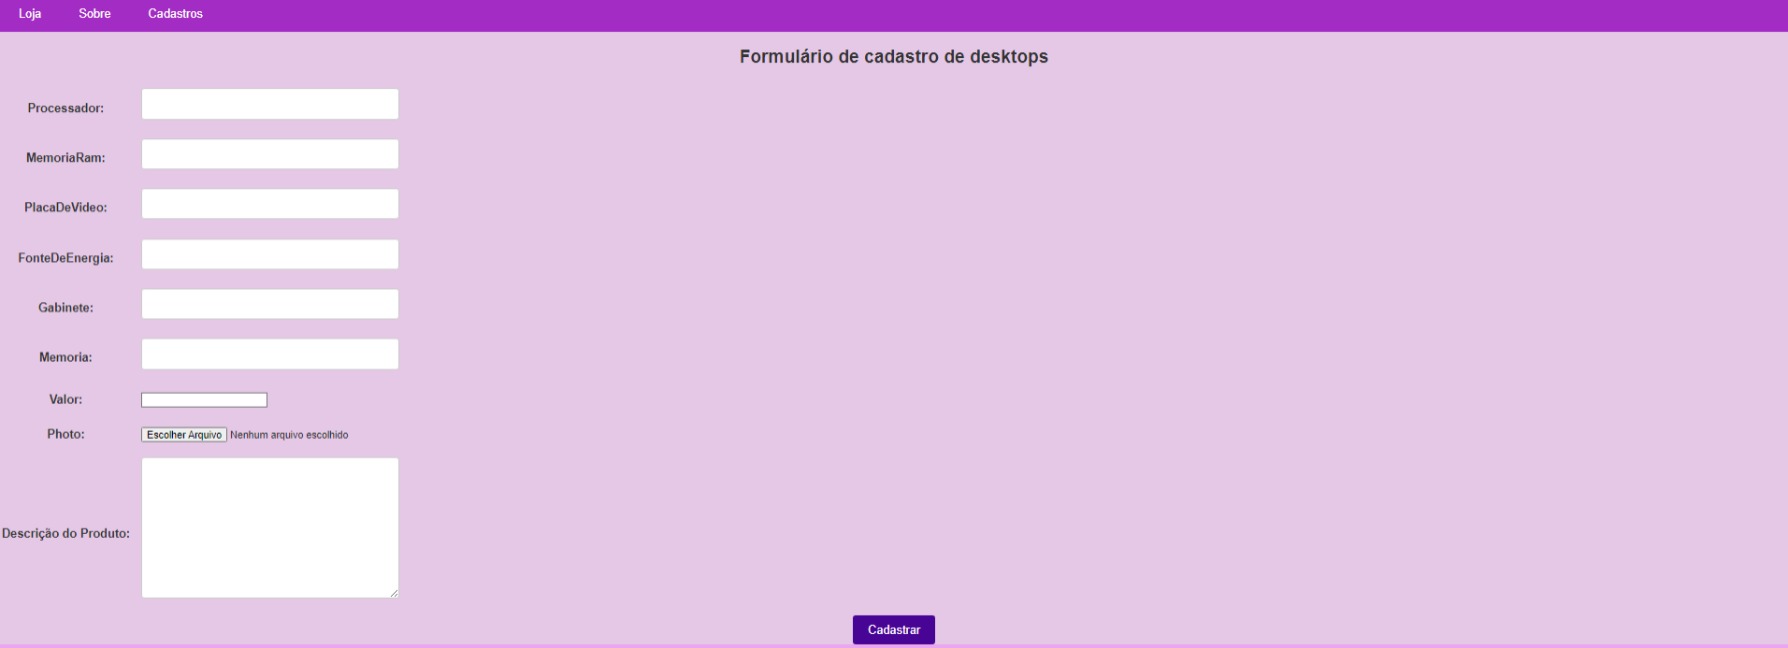 Loja Sobre Cadastros
Formulário de cadastro de desktops
Processador:
MemoriaRam:
PlacaDeVideo:
FonteDeEnergia:
Gabinete:
Memoria:
Valor:
Photo: Escolher Arquivo Nenhum arquivo escolhido
Descrição do Produto:
Cadastrar